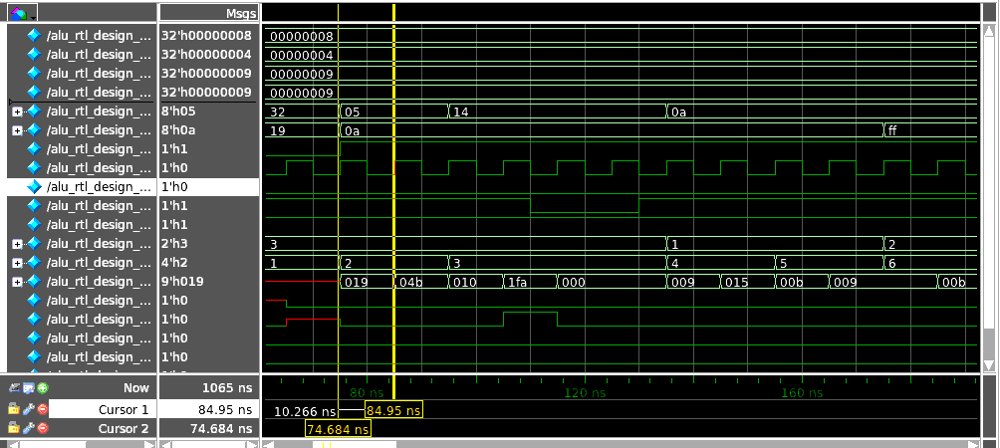 Msgs
/alu_rtl_design_... 32'h00000008 00000008
/alu_rtl_design_... 32'h00000004 00000004
/alu_rtl_design_... 32'h00000009 00000009
/alu_rtl_design_... 32'h00000009 00000009
/alu_rtl_design_... 8'h05 32 05 14 0a
/alu_rtl_design_... 8'h0a 19 0a ff
/alu_rtl_design_... 1'h1
/alu_rtl_design_... 1'h0
/alu_rtl_design_... 1'h0
/alu_rtl_design_... 1'h1
/alu_rtl_design_... 1'h1
/alu_rtl_design_... 2'h3 3 1 2
/alu_rtl_design_... 4'h2 1 2 3 4 5 6
/alu_rtl_design_... 9'h019 019 04b 010 1fa 000 009 015 00b 009 00b
/alu_rtl_design_... 1'h0
/alu_rtl_design_... 1'h0
/alu_rtl_design_... 1'h0
/alu_rtl_design_... 1'h0
Now 1065 ns 80 ns 120 ns 160 ns
Cursor 1 84.95 ns 10.266 ns 84.95 ns
Cursor 2 74.684 ns 74.684 ns